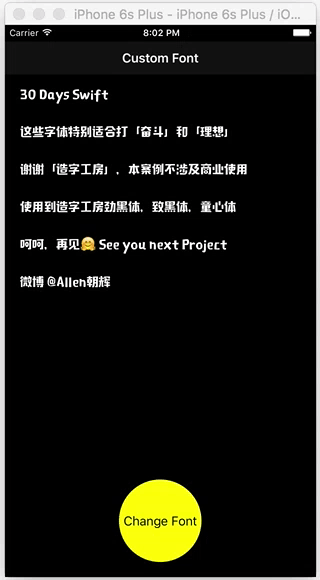 iPhone 6s Plus - iPhone 6s Plus / iO...
Carrier 8:02 PM
Custom Font
30 Days Swift
这些字体特别适合打「奋斗」和「理想」
谢谢「造字工房」，本案例不涉及商业使用
使用到造字工房劲黑体，致黑体，童心体
呵呵，再见🤗 See you next Project
微博 @Allen朝辉
Change Font